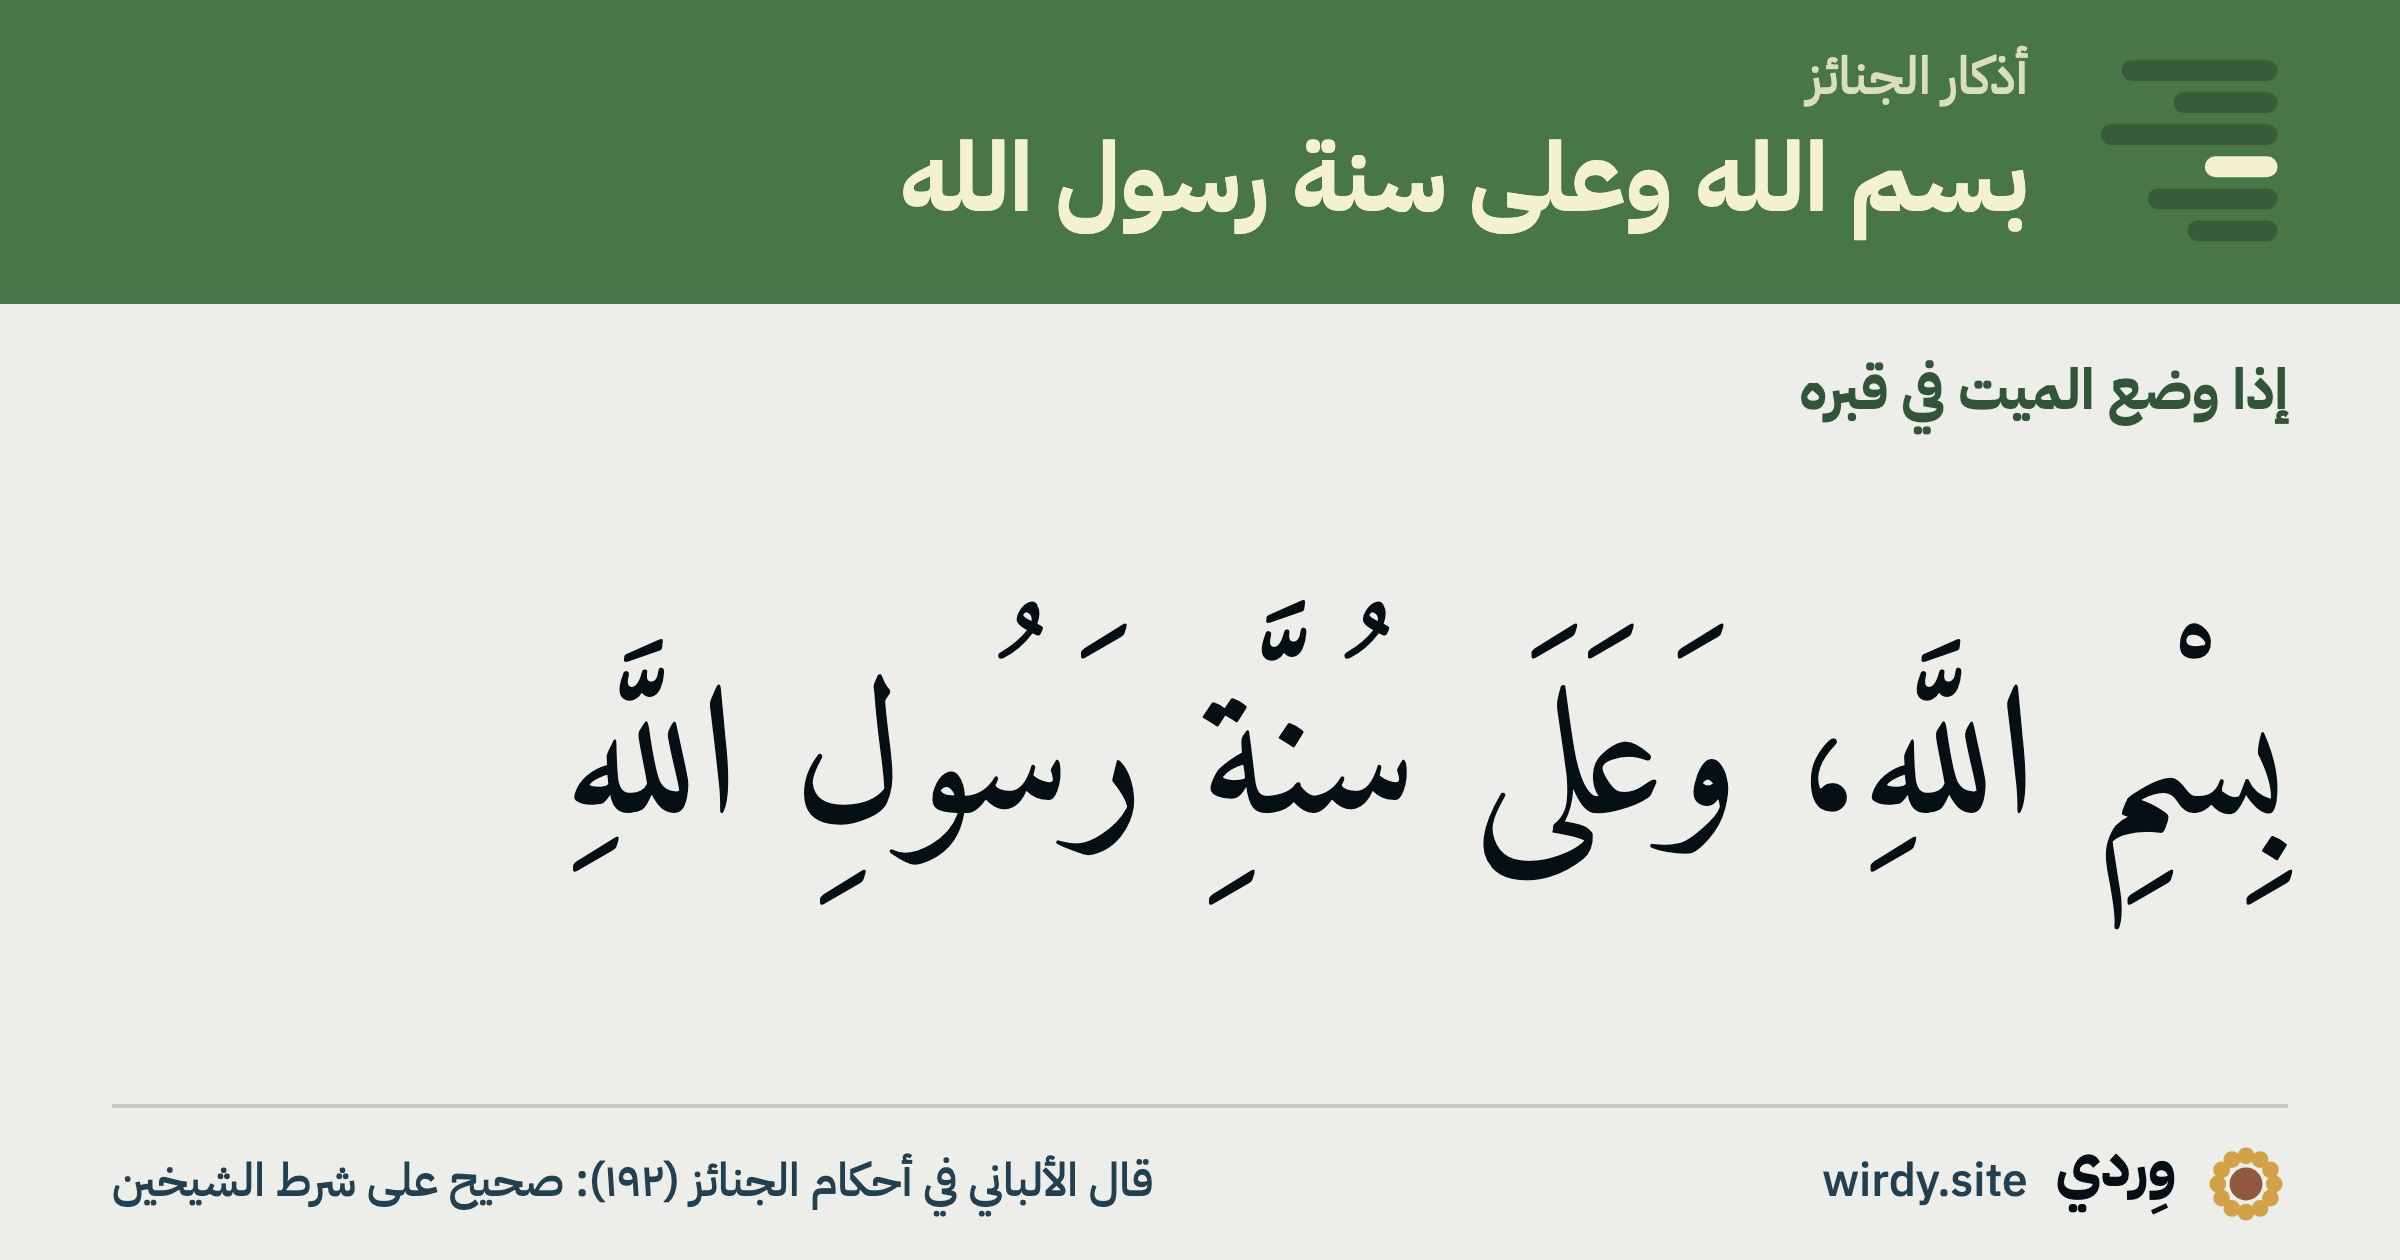 أذكار الجنائز
بسم الله وعلى سنة رسول الله
إذا وضع الميت في قبره
بِسْمِ اللَّهِ، وَعَلَى سُنَّةِ رَسُولِ اللَّهِ
وِردي wirdy.site
قال الألباني في أحكام الجنائز (١٩٢): صحيح على شرط الشيخين